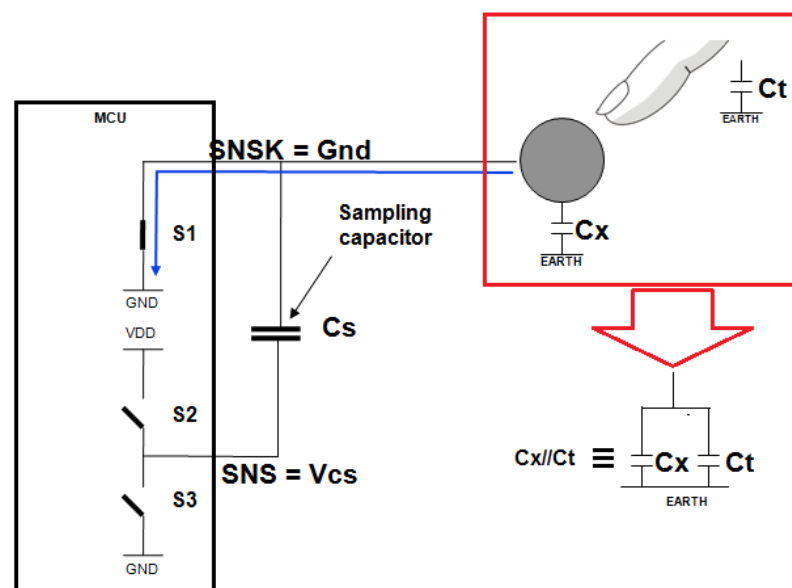 MCU
SNSK = Gnd
S1
GND
VDD
S2
S3
GND
Sampling
capacitor
Cs
SNS = Vcs
Ct
EARTH
Cx
EARTH
Cx//Ct ≡ Cx Ct
EARTH